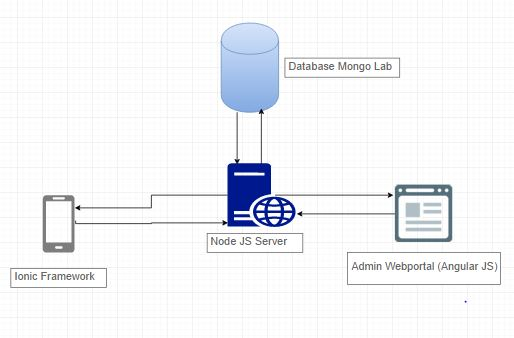 Database Mongo Lab
Node JS Server
Ionic Framework
Admin Webportal (Angular JS)